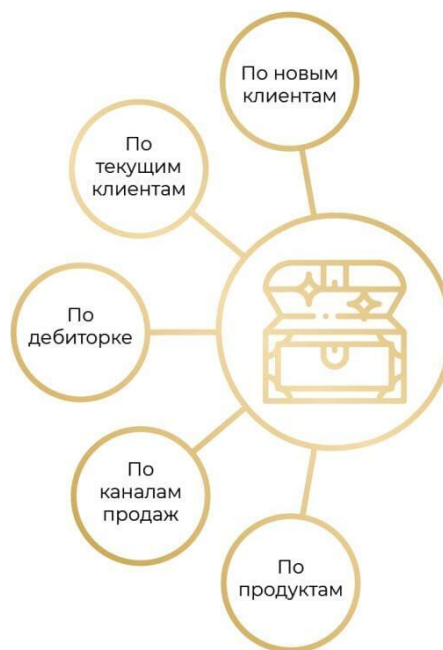 По новым
клиентам
По
текущим
клиентам
По
дебиторке
По
каналам
продаж
По
продуктам